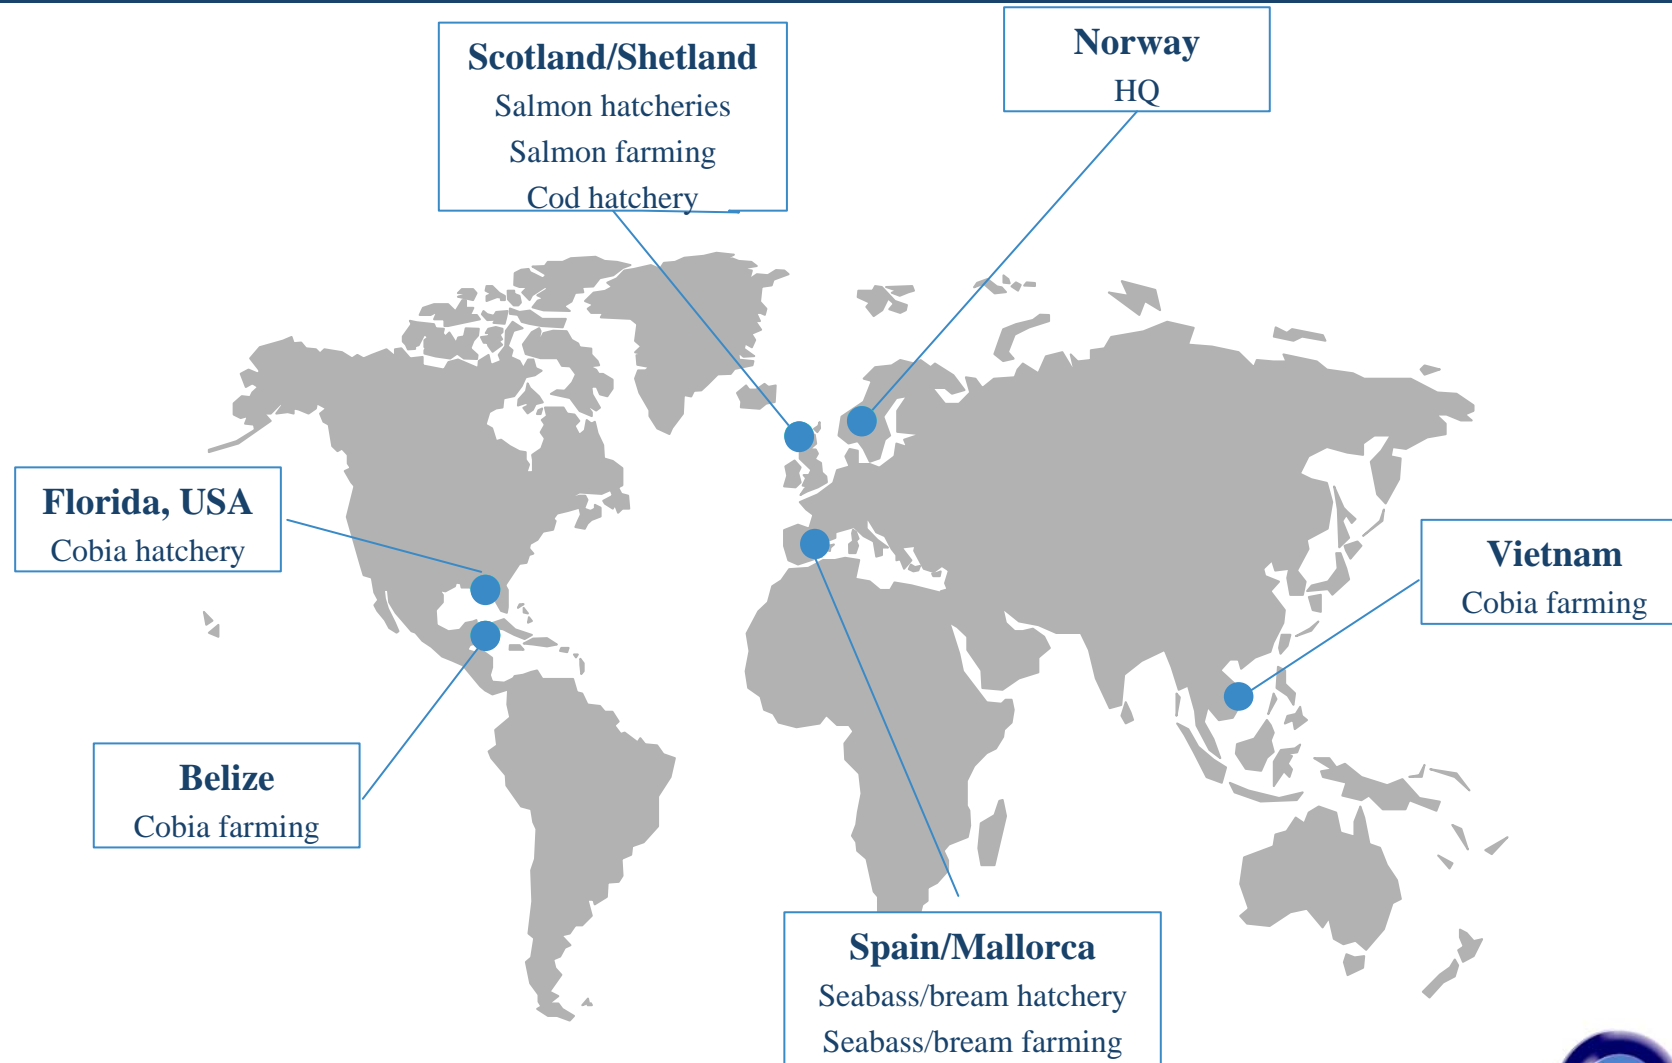 Scotland/Shetland
Salmon hatcheries
Salmon farming
Cod hatchery
Norway
HQ
Florida, USA
Cobia hatchery
Vietnam
Cobia farming
Belize
Cobia farming
Spain/Mallorca
Seabass/bream hatchery
Seabass/bream farming